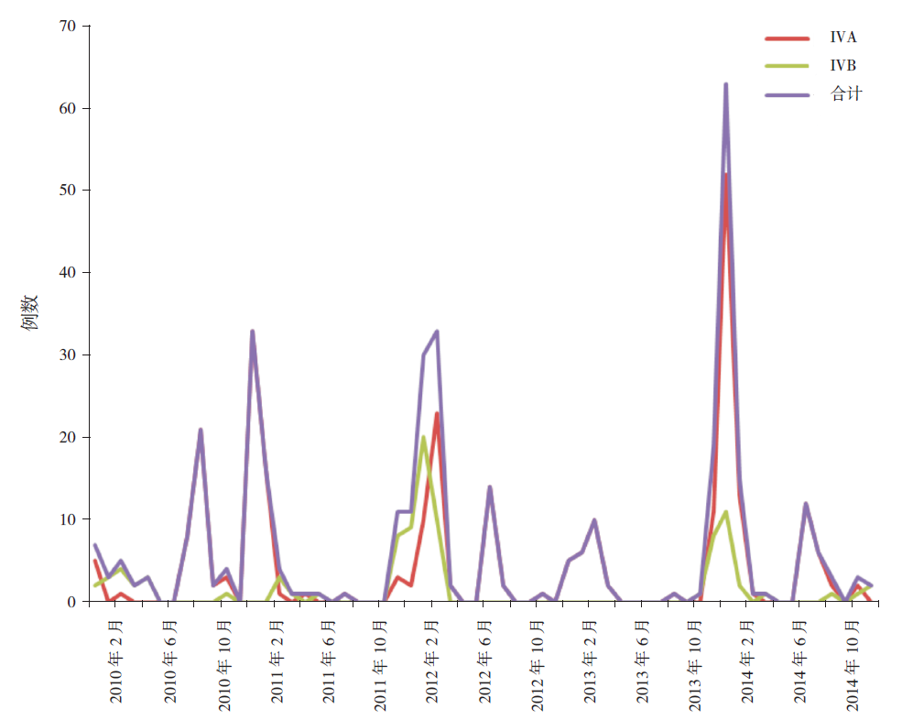 70
60
50
40
30
20
10
0
例数
IVA
IVB
合计
2010 年 2 月
2010 年 6 月
2010 年 10 月
2011 年 2 月
2011 年 6 月
2011 年 10 月
2012 年 2 月
2012 年 6 月
2012 年 10 月
2013 年 2 月
2013 年 6 月
2013 年 10 月
2014 年 2 月
2014 年 6 月
2014 年 10 月